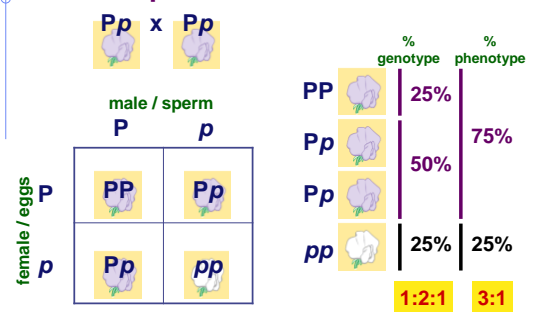 Pp x Pp
male / sperm
P p
female / eggs
P PP Pp
p Pp pp
% %
genotype phenotype
PP 25%
Pp
50% 75%
Pp
pp 25% 25%
1:2:1 3:1